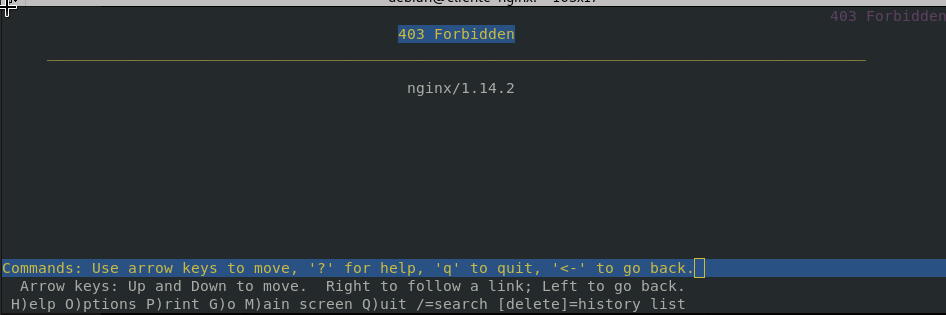 403 Forbidden
403 Forbidden
nginx/1.14.2
Commands: Use arrow keys to move, '?' for help, 'q' to quit, '<-' to go back.
Arrow keys: Up and Down to move.  Right to follow a link; Left to go back.
H)elp O)ptions P)rint G)o M)ain screen Q)uit /=search [delete]=history list